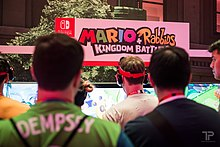 MARIO + Rabbids
KINGDOM BATTLE
DEMPSEY
TP